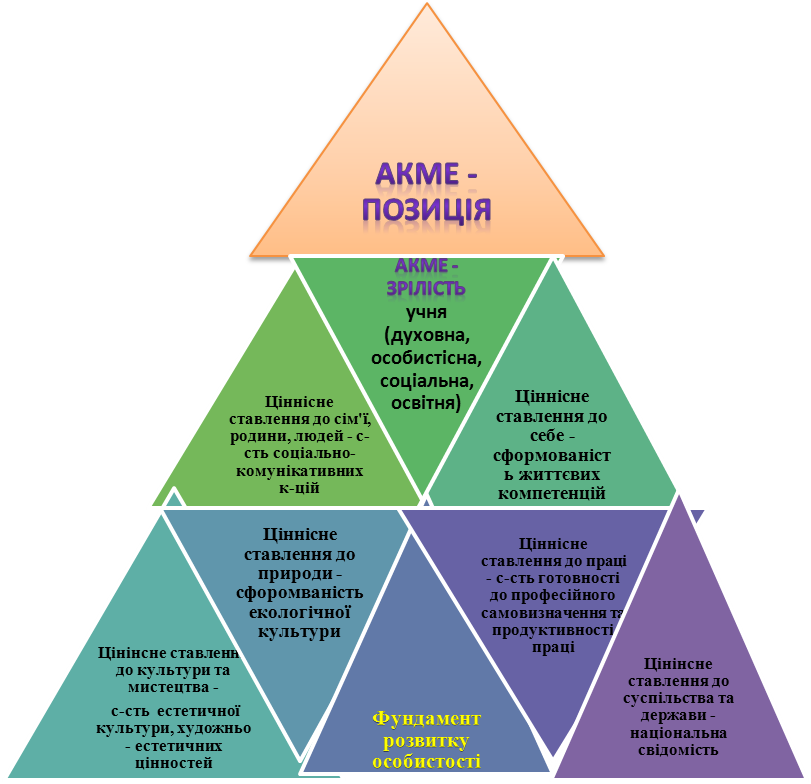 АКМЕ -
ПОЗИЦІЯ
АКМЕ -
ЗРІЛІСТЬ
учня
(духовна,
особистісна,
соціальна,
освітня)
Ціннісне
ставлення до сім'ї,
родини, людей - с-
сть соціально-
комунікативних
к-цій
Ціннісне
ставлення до
себе -
сформованіст
ь життєвих
компетенцій
Ціннісне
ставлення до
природи -
сфоромваність
екологічної
культури
Ціннісне
ставлення до праці
- с-сть готовності
до професійного
самовизначення та
продуктивності
праці
Цінінсне ставлення
до культури та
мистецтва -
с-сть естетичної
культури, художньо
- естетичних
цінностей
Фундамент
розвитку
особистості
Цінінсне
ставлення до
суспільства та
держави -
національна
свідомість